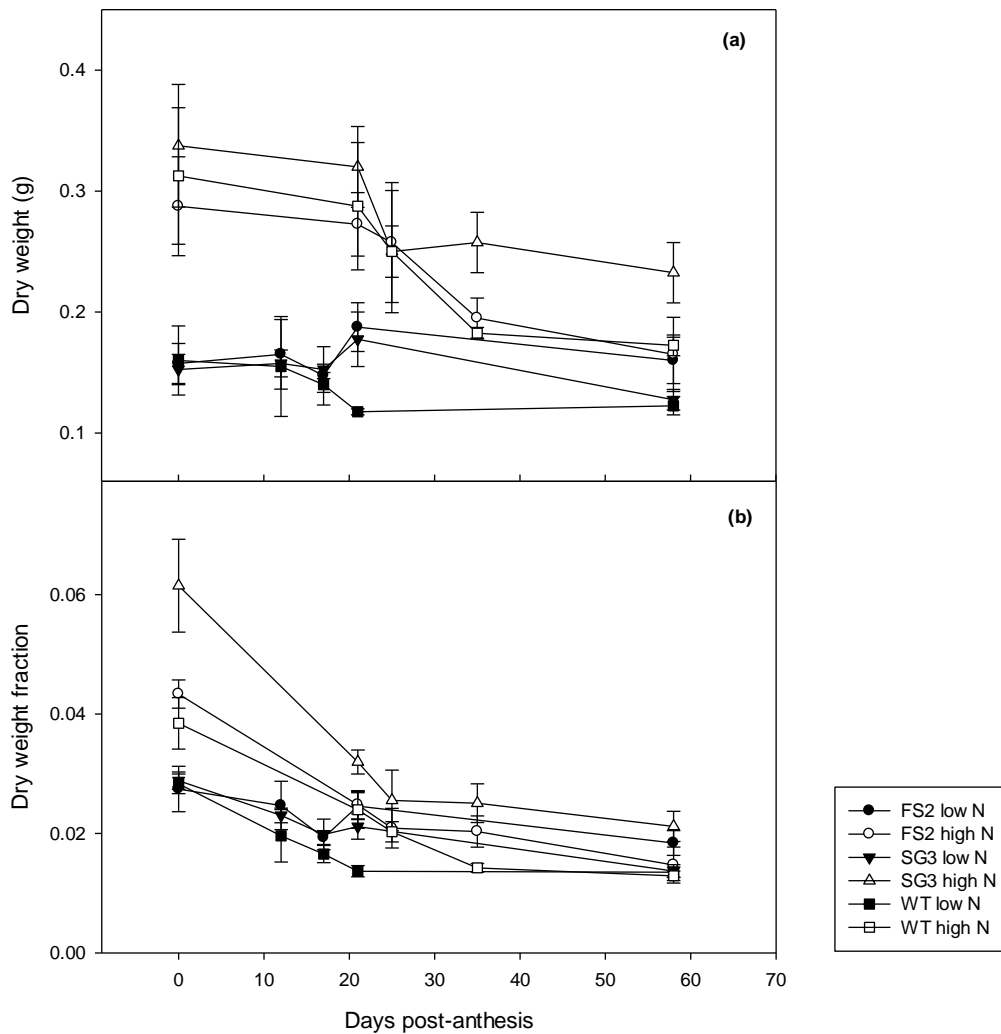 (a)
0.4
0.3
0.2
0.1
Dry weight (g)
(b)
0.06
0.04
0.02
0.00
Dry weight fraction
0 10 20 30 40 50 60 70
Days post-anthesis
FS2 low N
FS2 high N
SG3 low N
SG3 high N
WT low N
WT high N